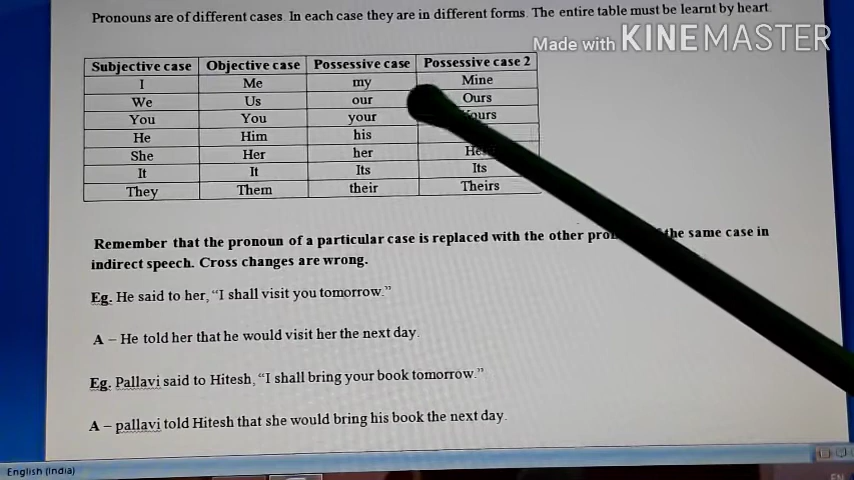 Pronouns are of different cases. In each case they are in different forms. The entire table must be learnt by heart
Made with KINEMASTER
Subjective case Objective case Possessive case Possessive case 2
I Me my Mine
We Us our Ours
You You your
He Him his
She Her her
It It Its Its
They Them their Theirs
Remember that the pronoun of a particular case is replaced with the other the same case in
indirect speech. Cross changes are wrong.
Eg. He said to her, “I shall visit you tomorrow.”
A – He told her that he would visit her the next day.
Eg. Pallavi said to Hitesh, “I shall bring your book tomorrow.”
A – pallavi told Hitesh that she would bring his book the next day.
English (India)